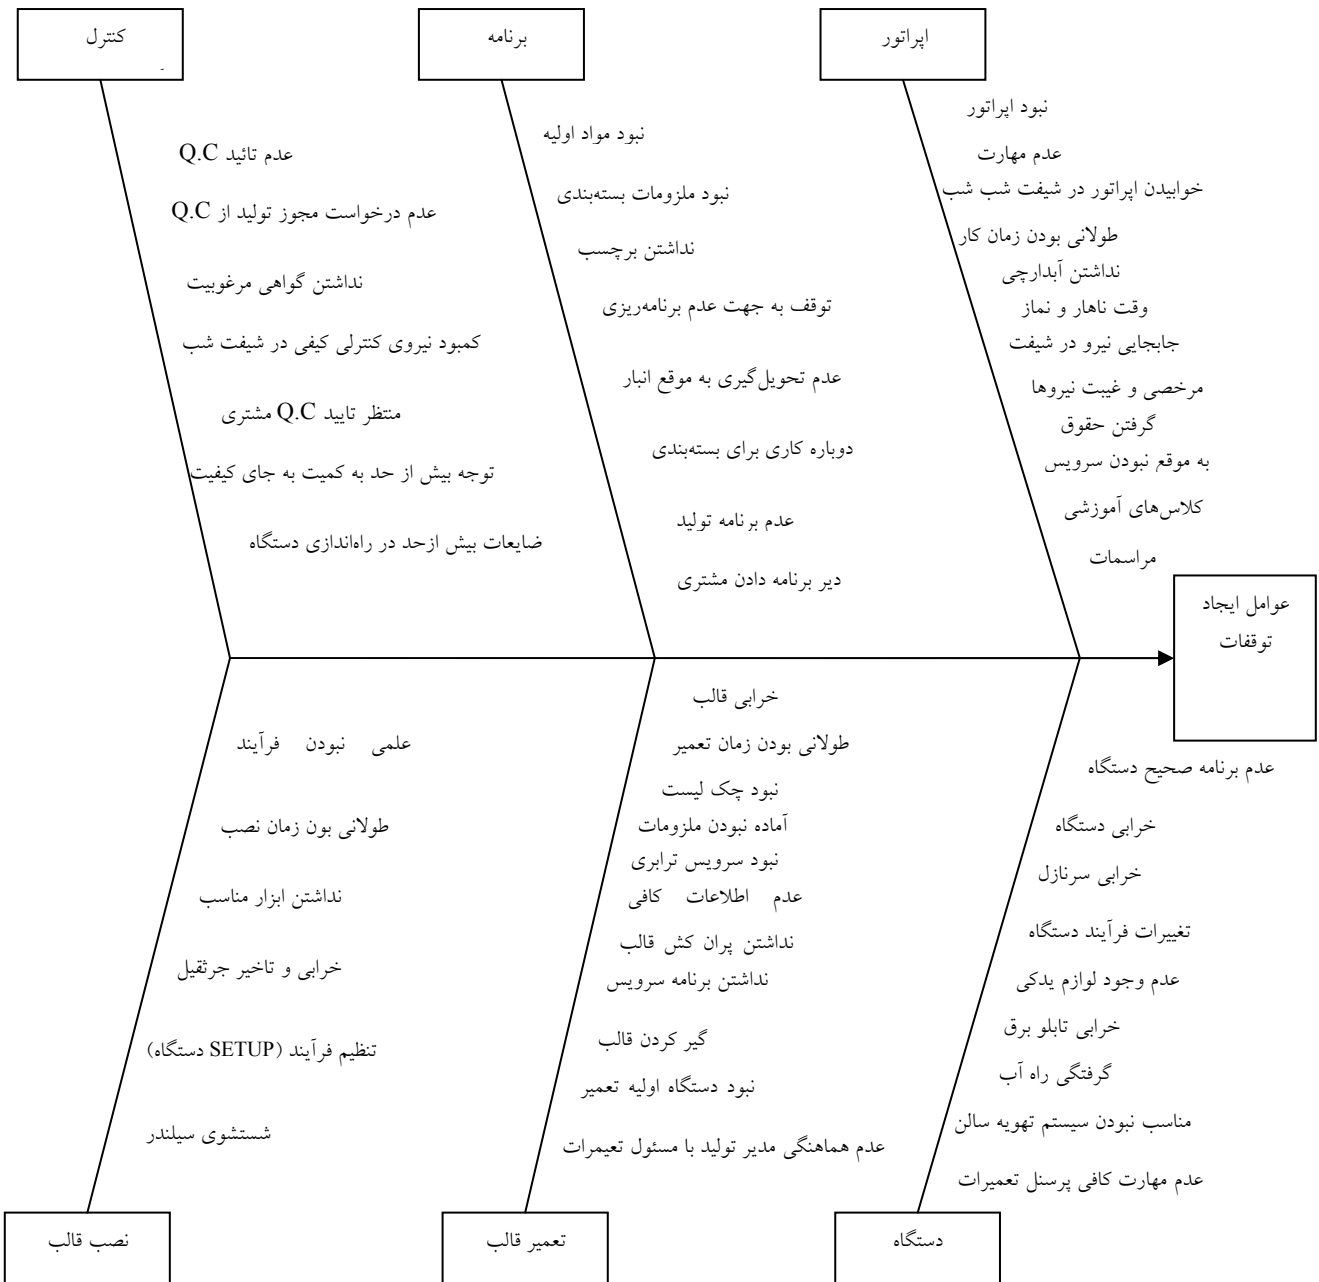 اپراتور
نبود اپراتور
عدم مهارت
خوابیدن اپراتور در شیفت شب شب
طولانی بودن زمان کار
نداشتن آبدارچی
وقت ناهار و نماز
جابجایی نیرو در شیفت
مرخصی و غیبت نیروها
گرفتن حقوق
به موقع نبودن سرویس
کلاس‌های آموزشی
مراسمات
برنامه
نبود مواد اولیه
نبود ملزومات بسته‌بندی
نداشتن برچسب
توقف به جهت عدم برنامه‌ریزی
عدم تحویل‌گیری به موقع انبار
دوباره کاری برای بسته‌بندی
عدم برنامه تولید
دیر برنامه دادن مشتری
کنترل
عدم تائید Q.C
عدم درخواست مجوز تولید از Q.C
نداشتن گواهی مرغوبیت
کمبود نیروی کنترلی کیفی در شیفت شب
منتظر تایید Q.C مشتری
توجه بیش از حد به کمیت به جای کیفیت
ضایعات بیش ازحد در راه‌اندازی دستگاه
عوامل ایجاد
توقفات
عدم برنامه صحیح دستگاه
خرابی دستگاه
خرابی سرنازل
تغییرات فرآیند دستگاه
عدم وجود لوازم یدکی
خرابی تابلو برق
گرفتگی راه آب
مناسب نبودن سیستم تهویه سالن
عدم مهارت کافی پرسنل تعمیرات
دستگاه
خرابی قالب
طولانی بودن زمان تعمیر
نبود چک لیست
آماده نبودن ملزومات
نبود سرویس ترابری
عدم اطلاعات کافی
نداشتن پران کش قالب
نداشتن برنامه سرویس
گیر کردن قالب
نبود دستگاه اولیه تعمیر
عدم هماهنگی مدیر تولید با مسئول تعیمرات
تعمیر قالب
علمی نبودن فرآیند
طولانی بون زمان نصب
نداشتن ابزار مناسب
خرابی و تاخیر جرثقیل
تنظیم فرآیند (SETUP دستگاه)
شستشوی سیلندر
نصب قالب